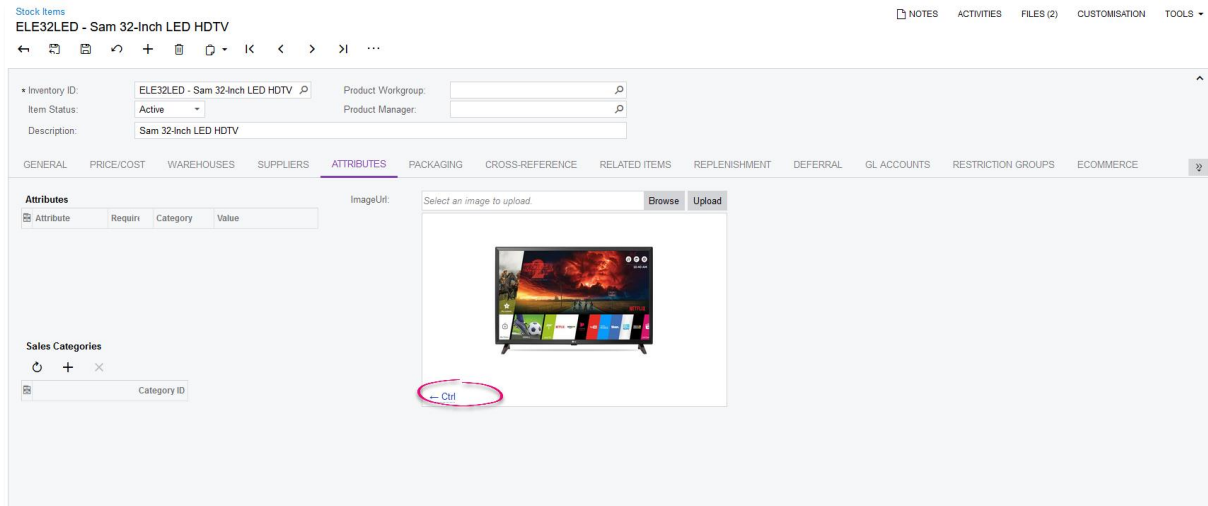 Stock Items
NOTES ACTIVITIES FILES (2) CUSTOMISATION TOOLS
ELE32LED - Sam 32-Inch LED HDTV
* Inventory ID: ELE32LED - Sam 32-Inch LED HDTV Product Workgroup:
Item Status: Active Product Manager:
Description: Sam 32-Inch LED HDTV
GENERAL PRICE/COST WAREHOUSES SUPPLIERS ATTRIBUTES PACKAGING CROSS-REFERENCE RELATED ITEMS REPLENISHMENT DEFERRAL GL ACCOUNTS RESTRICTION GROUPS ECOMMERCE
Attributes ImageUrl: Select an image to upload. Browse Upload
Attribute Requir Category Value
NETFLIX
Sales Categories
Category ID
← Ctrl